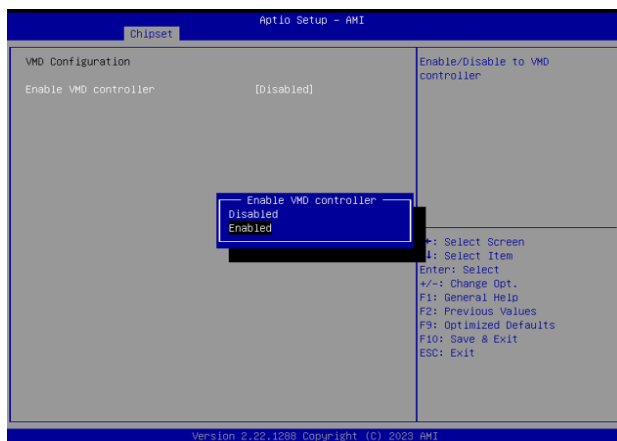 Aptio Setup – AMI
Chipset
VMD Configuration
Enable VMD controller [Disabled]
Enable/Disable to VMD
controller
Enable VMD controller
Disabled
Enabled
: Select Screen
: Select Item
Enter: Select
+/-: Change Opt.
F1: General Help
F2: Previous Values
F9: Optimized Defaults
F10: Save & Exit
ESC: Exit
Version 2.22.1288 Copyright (C) 2023 AMI